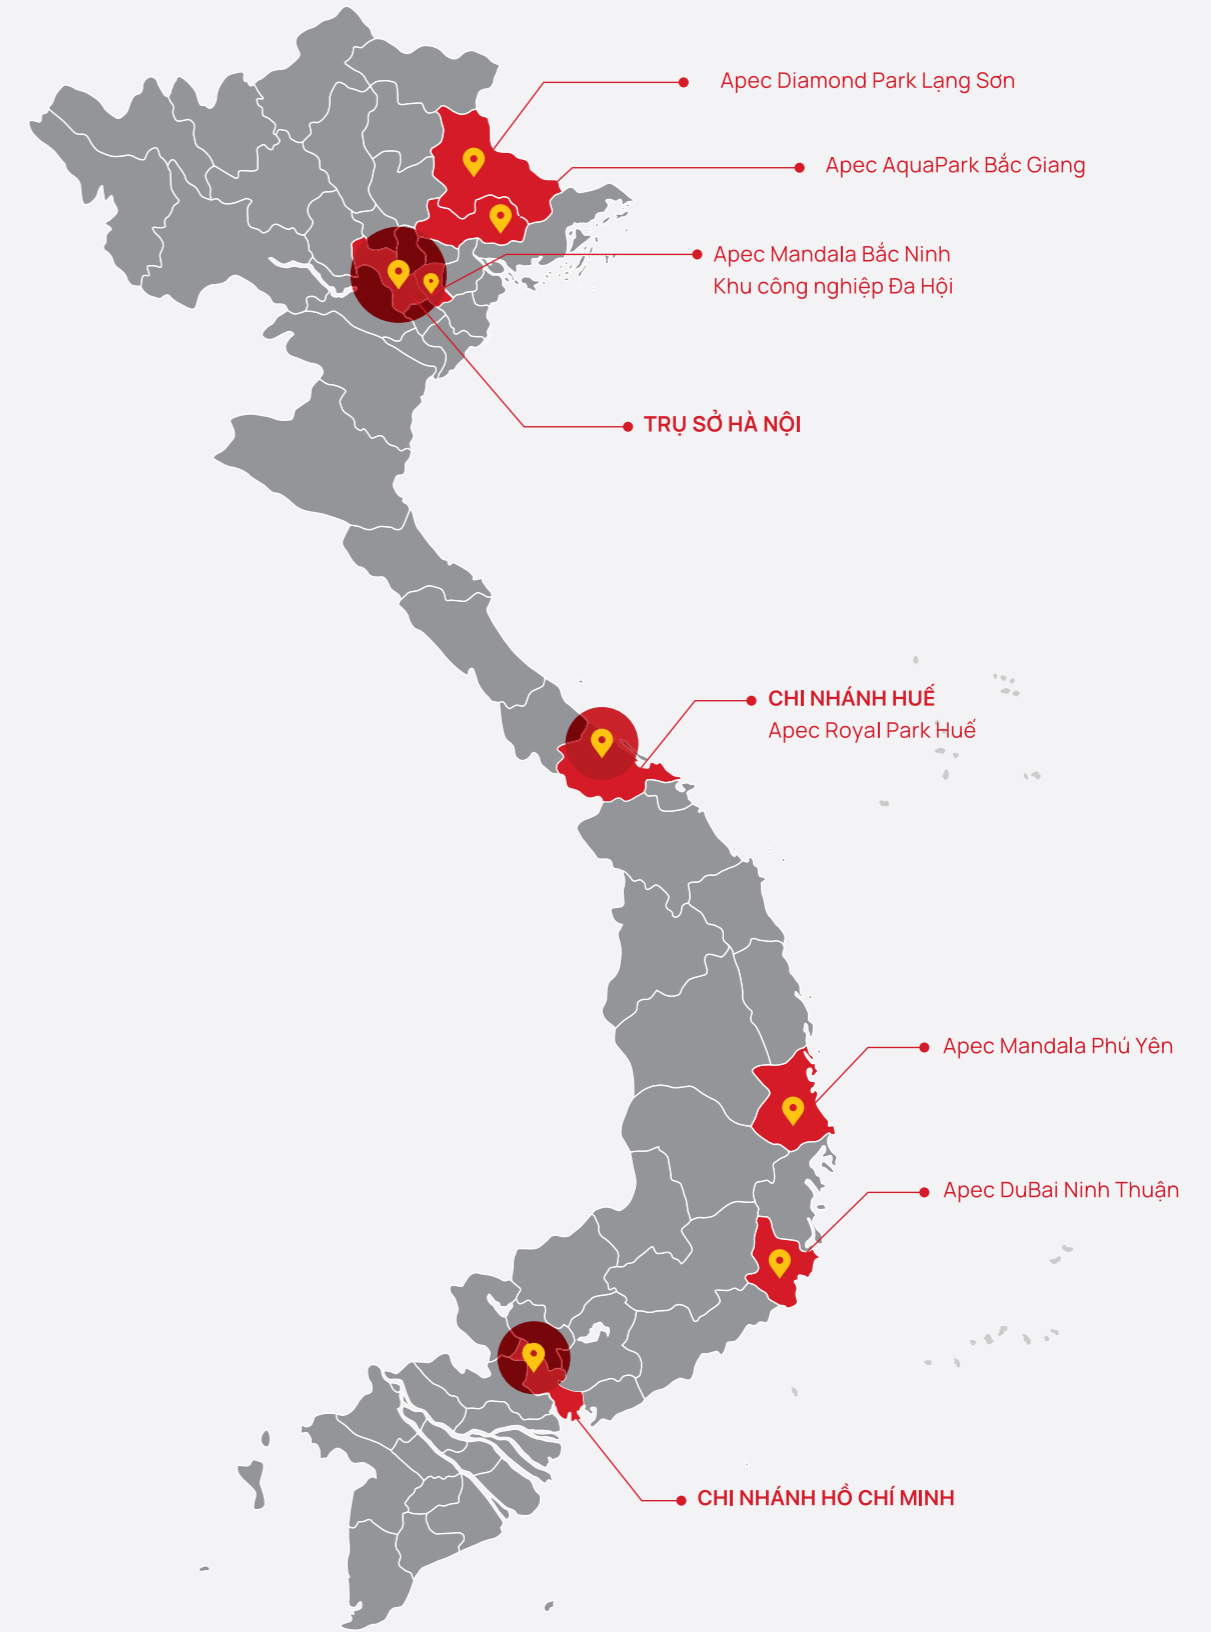 Apec Diamond Park Lạng Sơn
Apec AquaPark Bắc Giang
Apec Mandala Bắc Ninh
Khu công nghiệp Đa Hội
TRỤ SỞ HÀ NỘI
CHI NHÁNH HUẾ
Apec Royal Park Huế
Apec Mandala Phú Yên
Apec DuBai Ninh Thuận
CHI NHÁNH HỒ CHÍ MINH